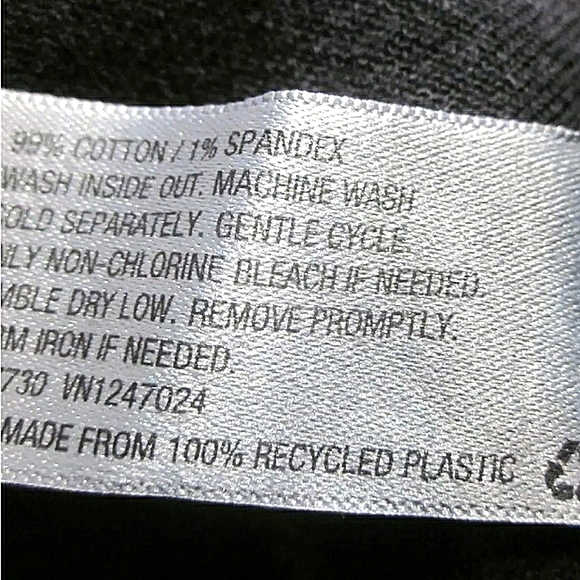 99% COTTON / 1% SPANDEX
WASH INSIDE OUT. MACHINE WASH
OLD SEPARATELY. GENTLE CYCLE.
NLY NON-CHLORINE BLEACH IF NEEDED.
MBLE DRY LOW. REMOVE PROMPTLY.
RM IRON IF NEEDED.
730 VN1247024
MADE FROM 100% RECYCLED PLASTIC